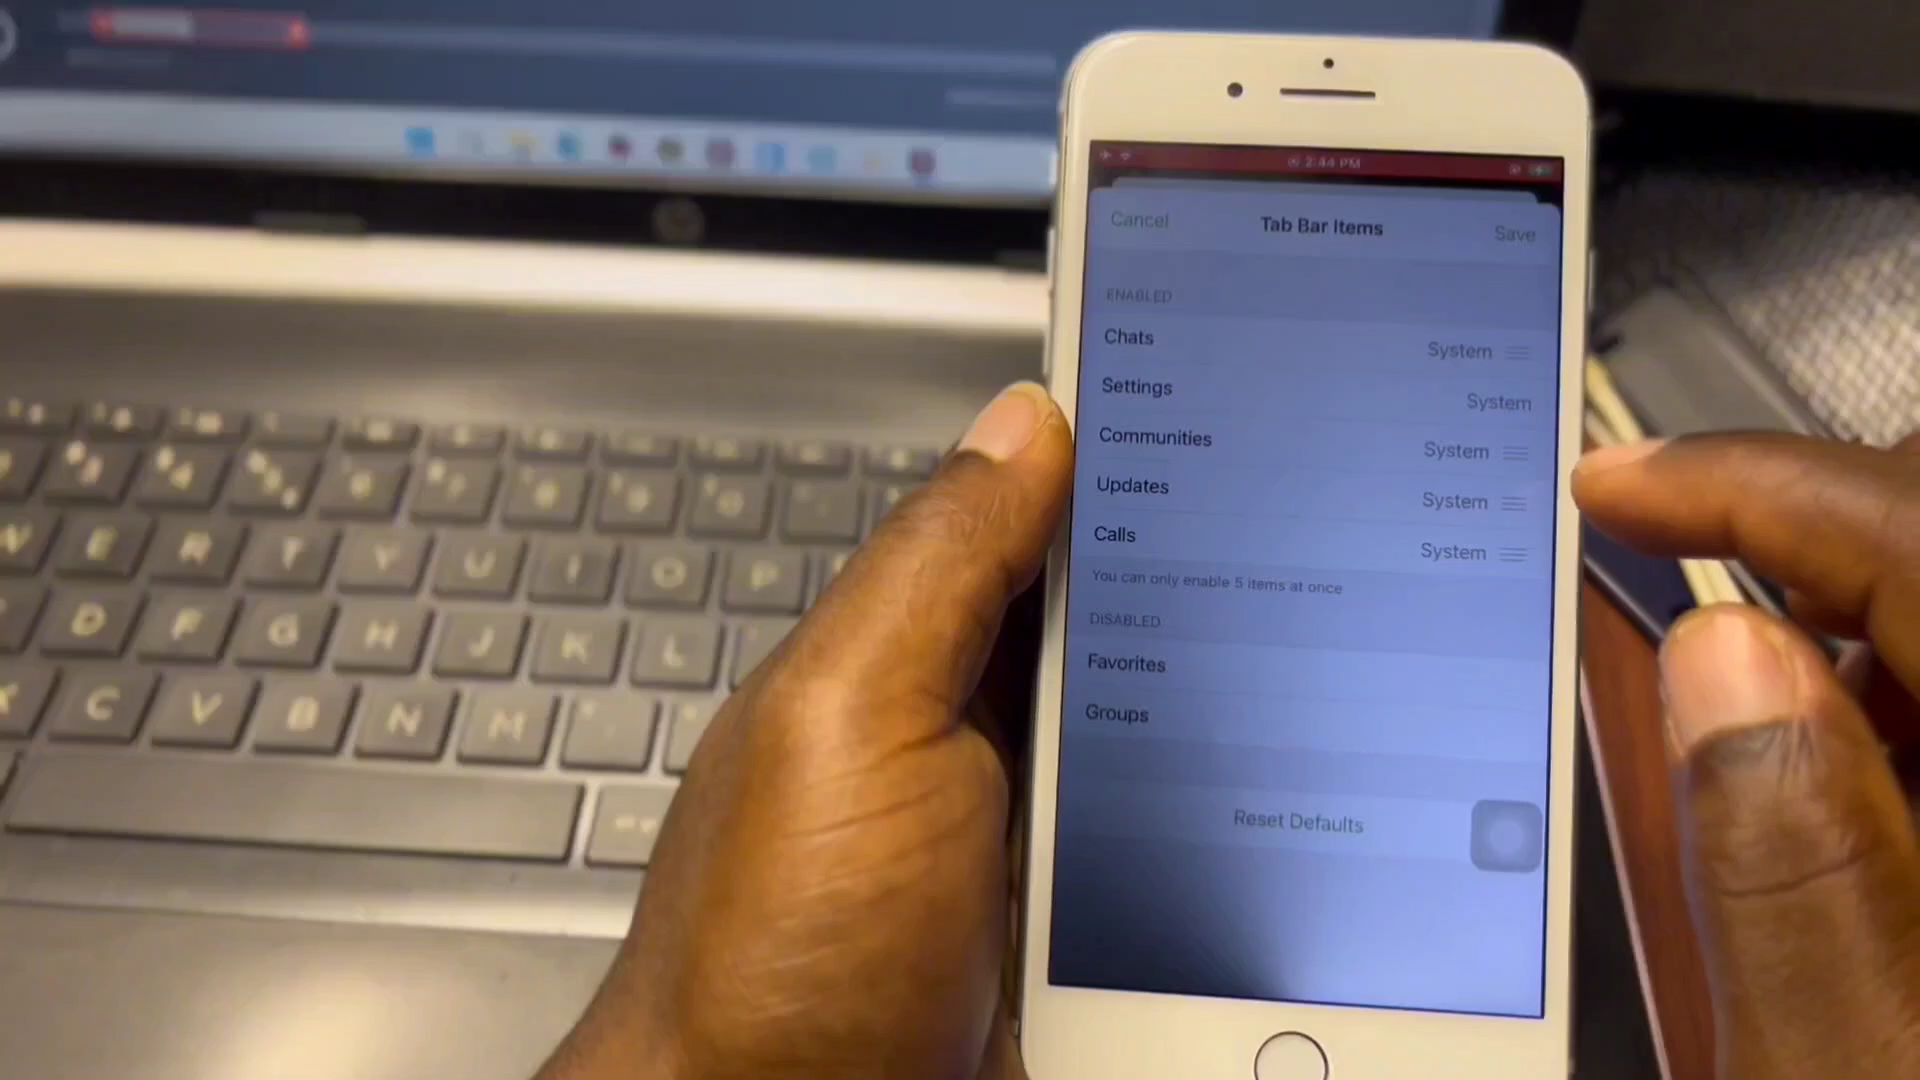 2:44 PM
Cancel Tab Bar Items Save
ENABLED
Chats System
Settings System
Communities System
Updates System
Calls System
You can only enable 5 items at once
DISABLED
Favorites
Groups
Reset Defaults
E R T Y U I O P
D F G H J K L
X C V B N M